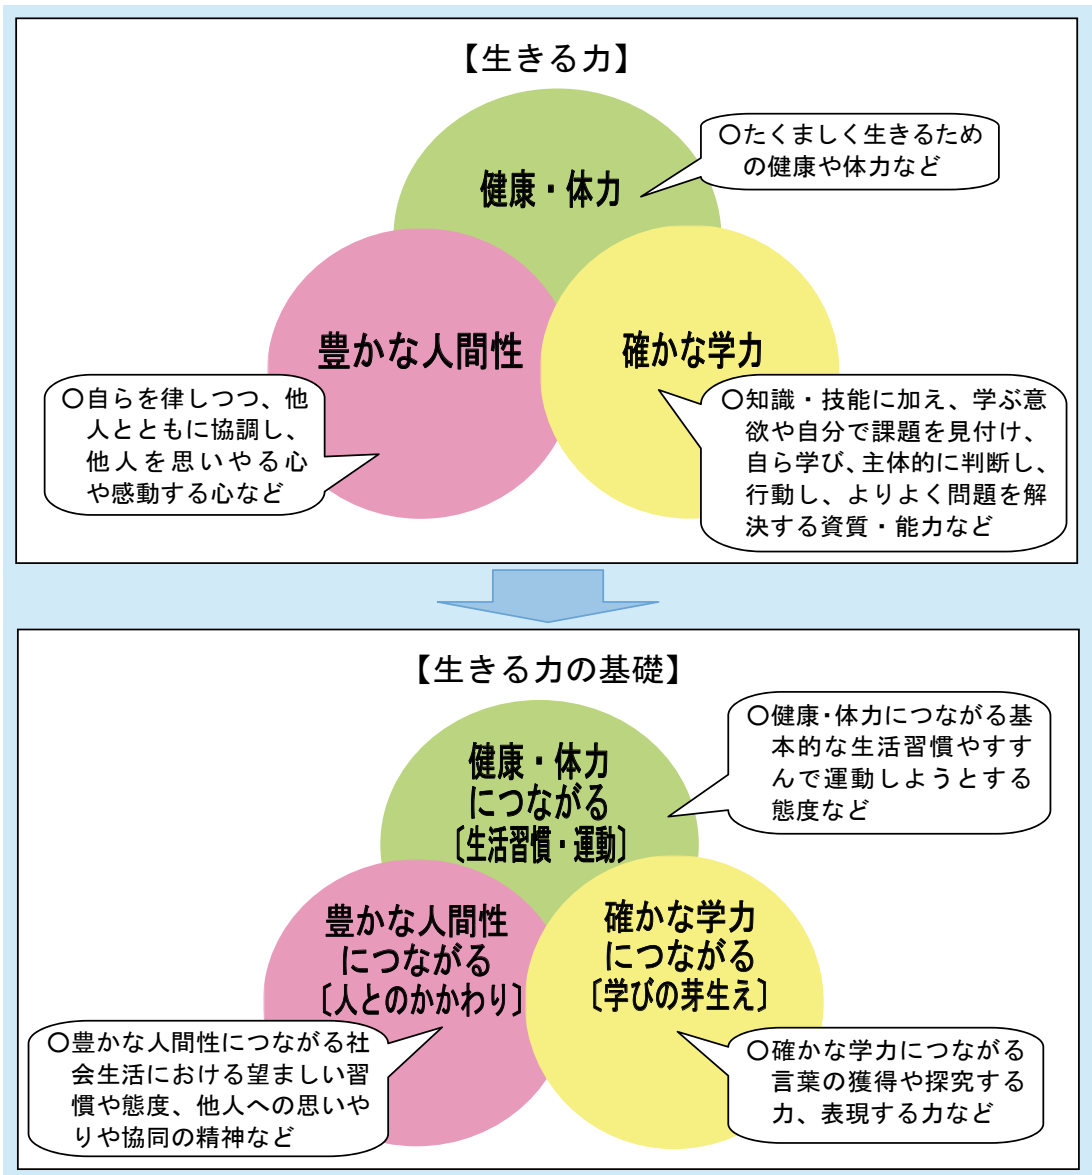 【生きる力】
○たくましく生きるため
の健康や体力など
健康・体力
豊かな人間性
確かな学力
○自らを律しつつ、他
人とともに協調し、
他人を思いやる心
や感動する心など
○知識・技能に加え、学ぶ意
欲や自分で課題を見付け、
自ら学び、主体的に判断し、
行動し、よりよく問題を解
決する資質・能力など
【生きる力の基礎】
○健康・体力につながる基
本的な生活習慣やすす
んで運動しようとする
態度など
健康・体力
につながる
〔生活習慣・運動〕
豊かな人間性
につながる
〔人とのかかわり〕
確かな学力
につながる
〔学びの芽生え〕
○豊かな人間性につながる社
会生活における望ましい習
慣や態度、他人への思いや
りや協同の精神など
○確かな学力につながる
言葉の獲得や探究する
力、表現する力など